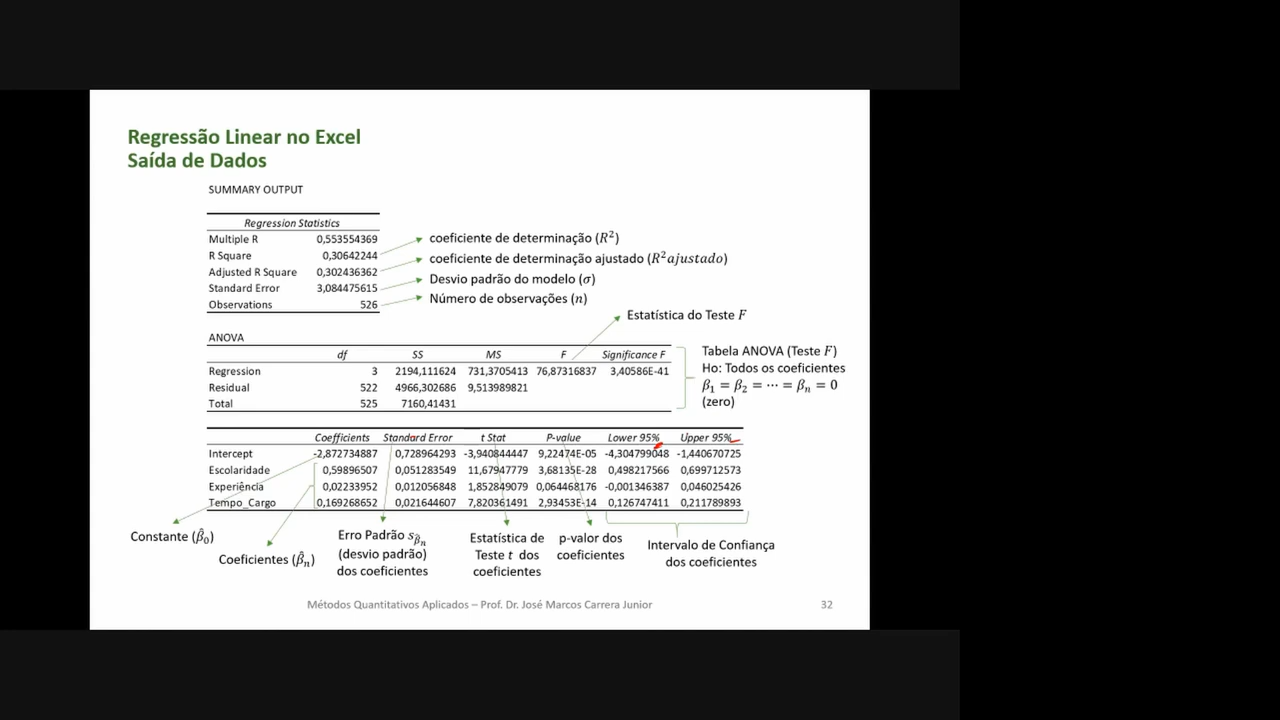 Regressão Linear no Excel
Saída de Dados
SUMMARY OUTPUT
Regression Statistics
Multiple R 0,553554369
R Square 0,30642244
Adjusted R Square 0,302436362
Standard Error 3,084475615
Observations 526
coeficiente de determinação (R²)
coeficiente de determinação ajustado (R²ajustado)
Desvio padrão do modelo (σ)
Número de observações (n)
Estatística do Teste F
ANOVA
df SS MS F Significance F
Regression 3 2194,111624 731,3705413 76,87316837 3,40586E-41
Residual 522 4966,302686 9,513989821
Total 525 7160,41431
Tabela ANOVA (Teste F)
Ho: Todos os coeficientes
β₁ = β₂ = ⋯ = βₙ = 0
(zero)
Coefficients Standard Error t Stat P-value Lower 95% Upper 95%
Intercept -2,872734887 0,728964293 -3,940844447 9,22474E-05 -4,304799048 -1,440670725
Escolaridade 0,59896507 0,051283549 11,67947779 3,68135E-28 0,498217566 0,699712573
Experiência 0,02233952 0,012056848 1,852849079 0,064468176 -0,001346387 0,046025426
Tempo_Cargo 0,169268652 0,021644607 7,820361491 2,93453E-14 0,126747411 0,211789893
Constante (β̂₀)
Coeficientes (β̂ₙ)
Erro Padrão s β̂ₙ
(desvio padrão)
dos coeficientes
Estatística de
Teste t dos
coeficientes
p-valor dos
coeficientes
Intervalo de Confiança
dos coeficientes
Métodos Quantitativos Aplicados – Prof. Dr. José Marcos Carrera Junior
32